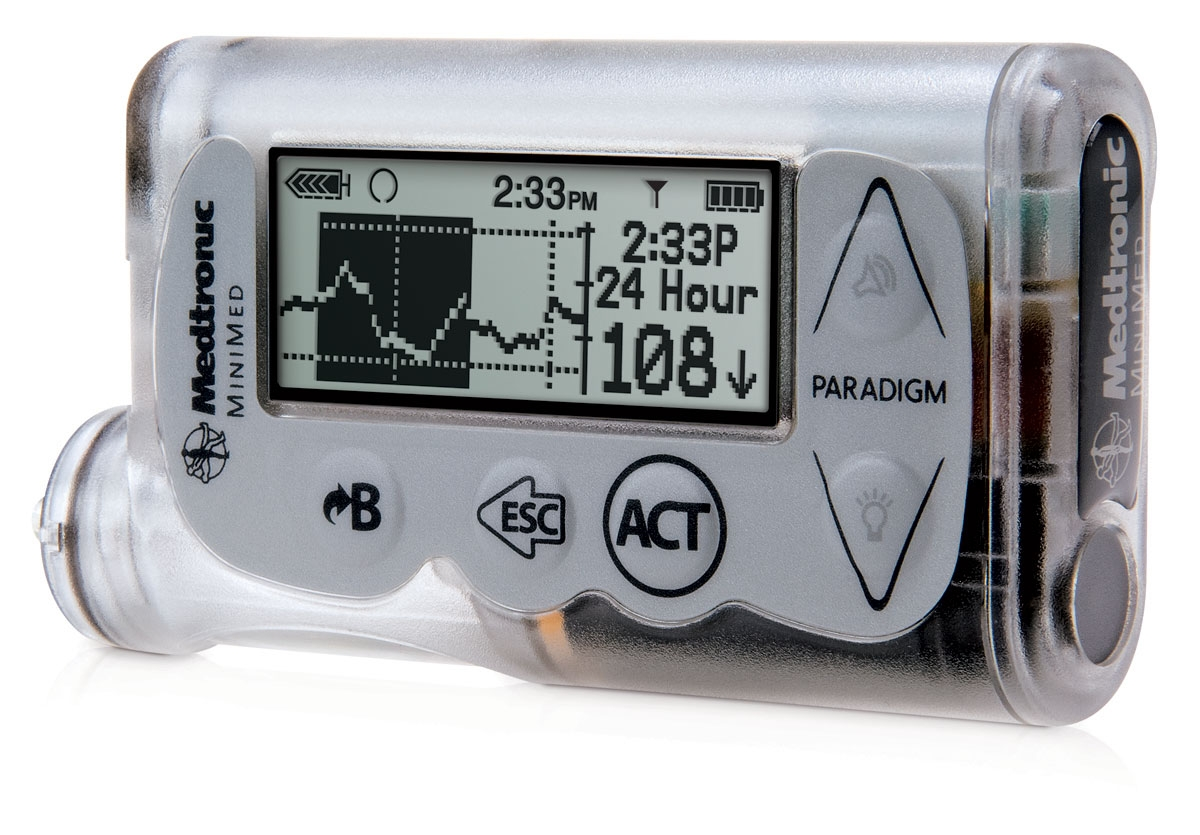 Medtronic
MINIMED
2:33PM
2:33P
24 Hour
108↓
PARADIGM
B
ESC
ACT
Medtronic
MINIMED